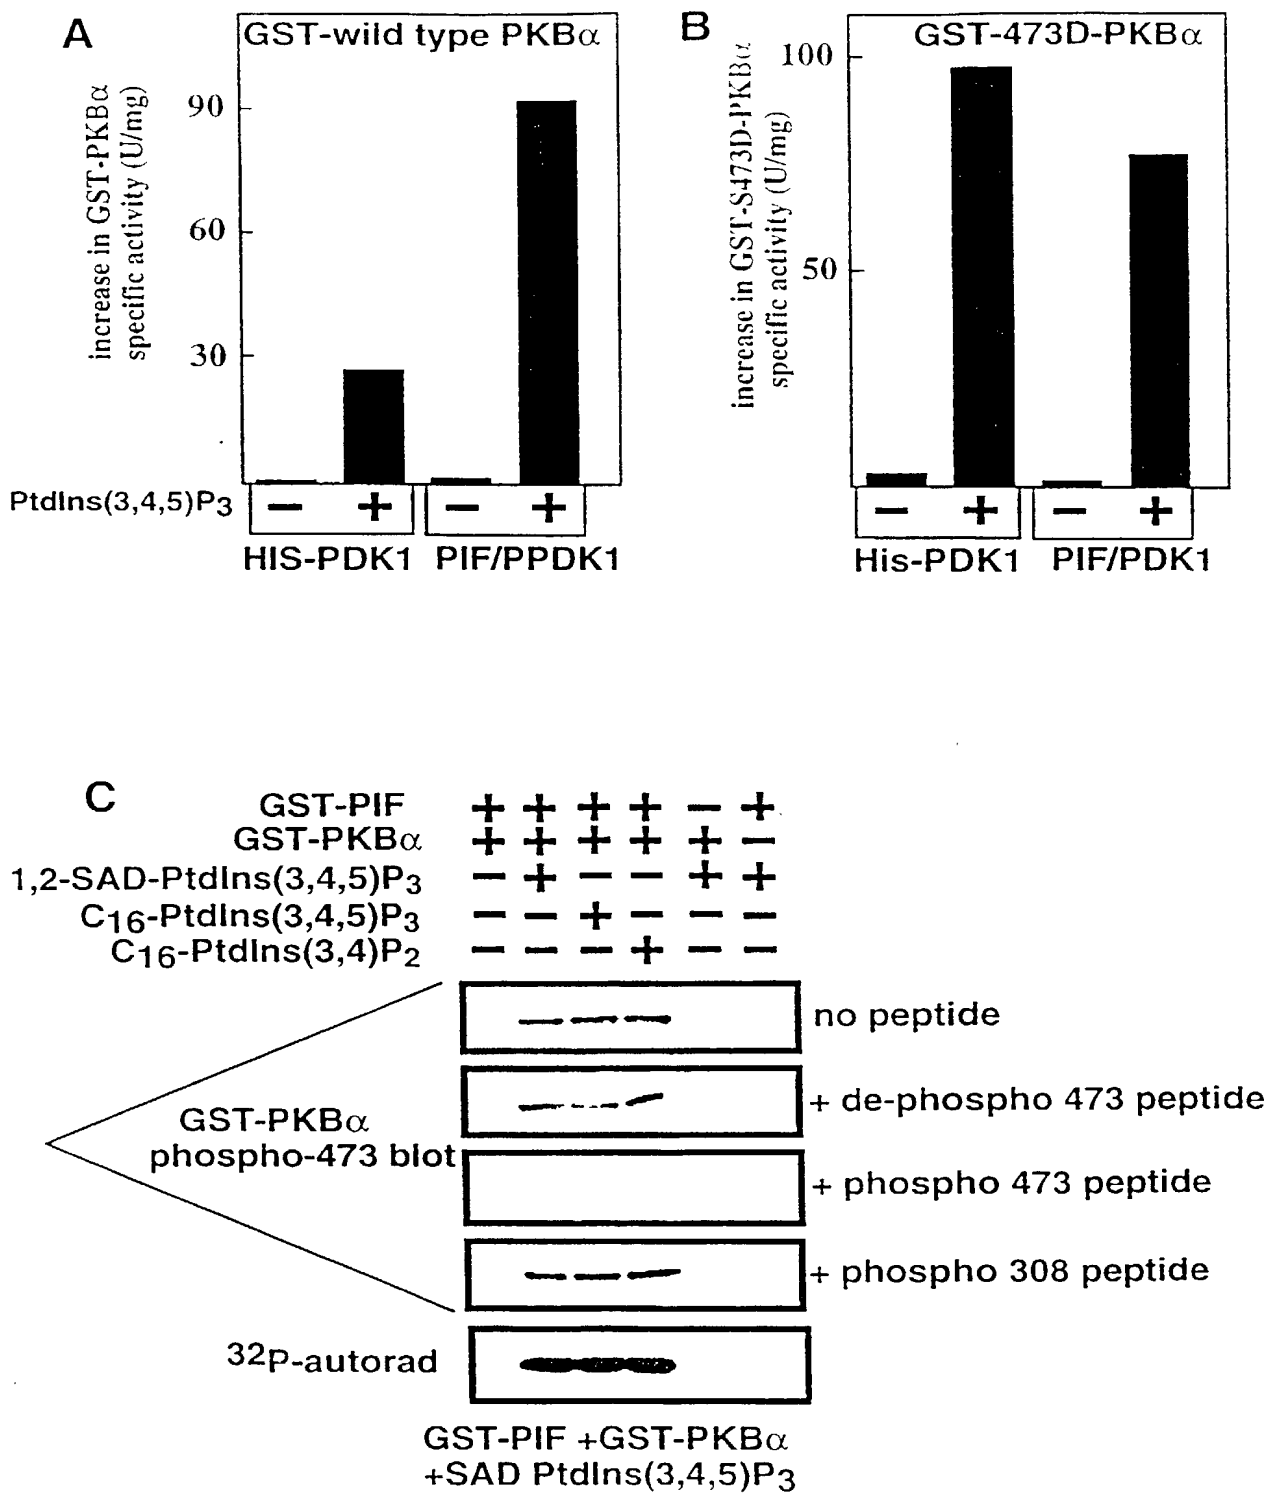 A
GST-wild type PKBα
increase in GST-PKBα
specific activity (U/mg)
90
60
30
PtdIns(3,4,5)P3
− + − +
HIS-PDK1 PIF/PPDK1
B
GST-473D-PKBα
increase in GST-S473D-PKBα
specific activity (U/mg)
100
50
− + − +
His-PDK1 PIF/PDK1
C
GST-PIF + + + + − +
GST-PKBα + + + + + −
1,2-SAD-PtdIns(3,4,5)P3 − + − − + +
C16-PtdIns(3,4,5)P3 − − + − − −
C16-PtdIns(3,4)P2 − − − + − −
no peptide
+ de-phospho 473 peptide
GST-PKBα
phospho-473 blot
+ phospho 473 peptide
+ phospho 308 peptide
32P-autorad
GST-PIF +GST-PKBα
+SAD PtdIns(3,4,5)P3